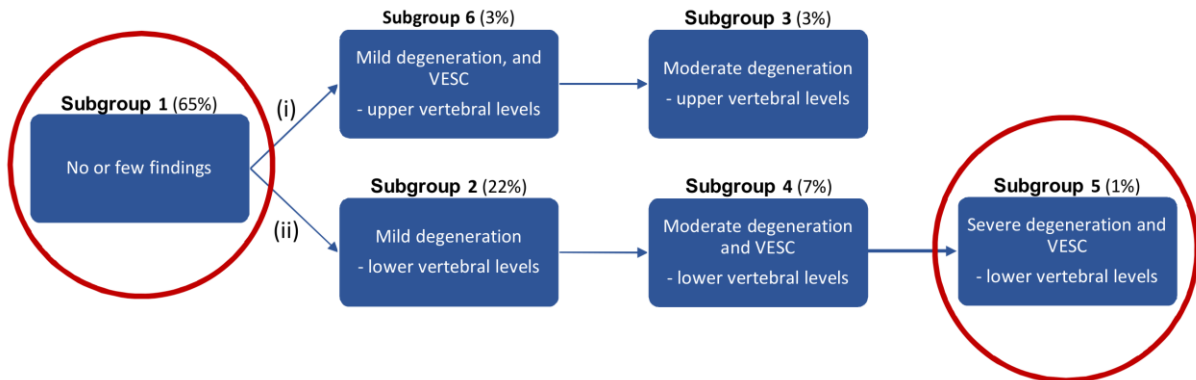 Subgroup 1 (65%)
No or few findings
(i)
(ii)
Subgroup 6 (3%)
Mild degeneration, and
VESC
- upper vertebral levels
Subgroup 3 (3%)
Moderate degeneration
- upper vertebral levels
Subgroup 2 (22%)
Mild degeneration
- lower vertebral levels
Subgroup 4 (7%)
Moderate degeneration
and VESC
- lower vertebral levels
Subgroup 5 (1%)
Severe degeneration and
VESC
- lower vertebral levels